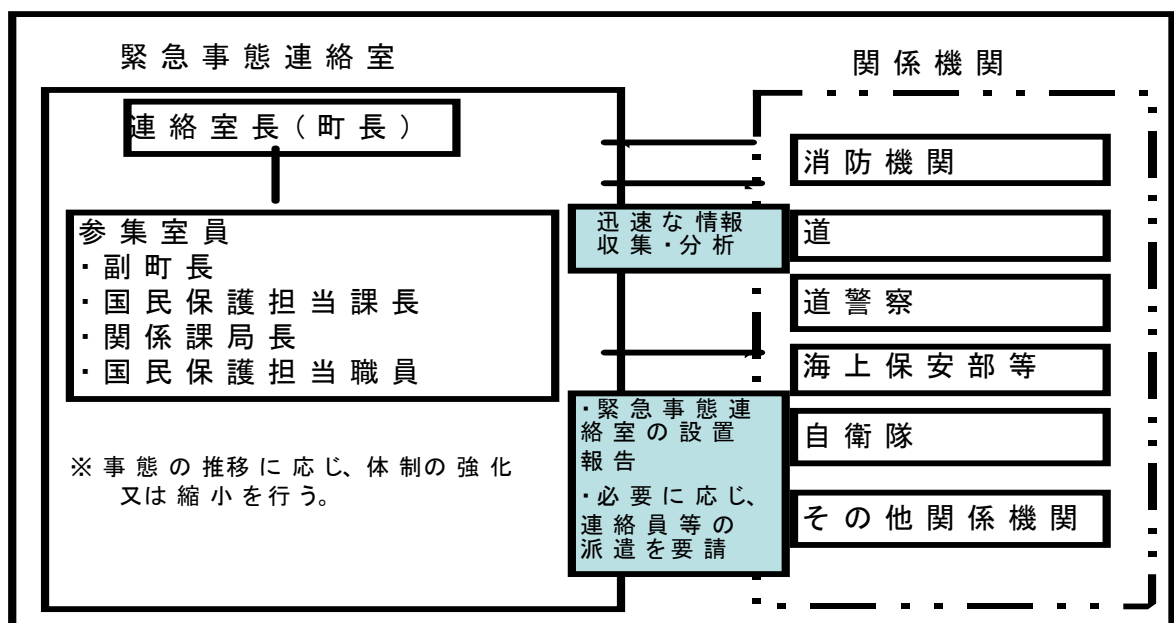 緊急事態連絡室
連絡室長（町長）
参集室員
・副町長
・国民保護担当課長
・関係課局長
・国民保護担当職員
※事態の推移に応じ、体制の強化
又は縮小を行う。
迅速な情報
収集・分析
・緊急事態連
絡室の設置
報告
・必要に応じ、
連絡員等の
派遣を要請
関係機関
消防機関
道
道警察
海上保安部等
自衛隊
その他関係機関